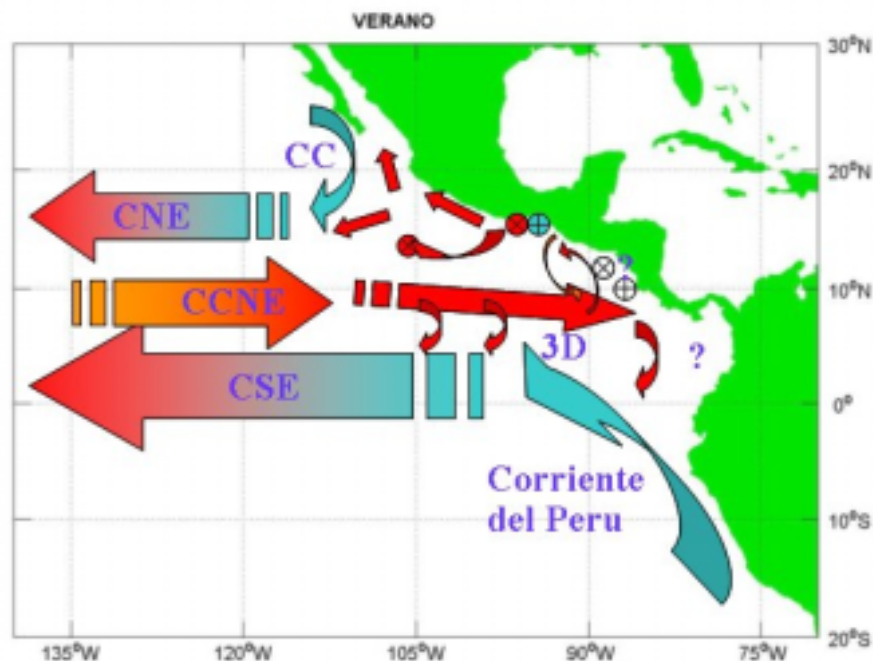 VERANO
30°N
CC
20°N
CNE
?
CCNE
10°N
3D
?
CSE
0°
Corriente
del Peru
10°S
20°S
135°W
120°W
105°W
90°W
75°W